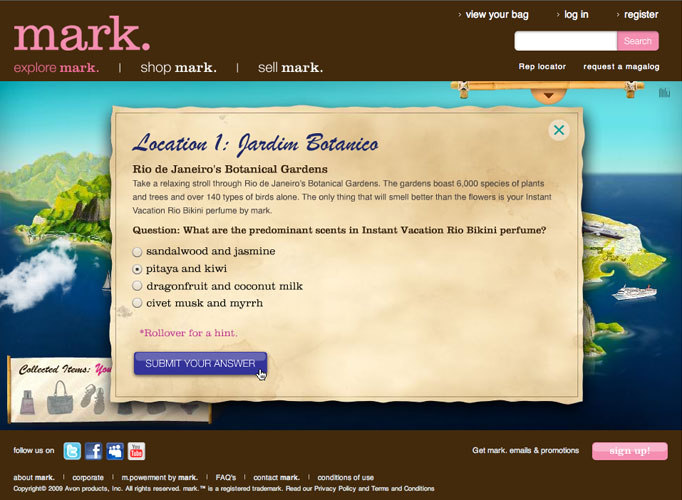 view your bag
log in
register
mark.
Search
explore mark. | shop mark. | sell mark.
Rep locator
request a magalog
Location 1: Jardim Botanico
Rio de Janeiro's Botanical Gardens
Take a relaxing stroll through Rio de Janeiro's Botanical Gardens. The gardens boast 6,000 species of plants
and trees and over 140 types of birds alone. The only thing that will smell better than the flowers is your Instant
Vacation Rio Bikini perfume by mark.
Question: What are the predominant scents in Instant Vacation Rio Bikini perfume?
sandalwood and jasmine
pitaya and kiwi
dragonfruit and coconut milk
civet musk and myrrh
*Rollover for a hint.
SUBMIT YOUR ANSWER
Collected Items: You
follow us on
You Tube
Get mark. emails & promotions
sign up!
about mark. | corporate | m.powerment by mark. | FAQ's | contact mark. | conditions of use
Copyright© 2009 Avon products, Inc. All rights reserved. mark.™ is a registered trademark. Read our Privacy Policy and Terms and Conditions